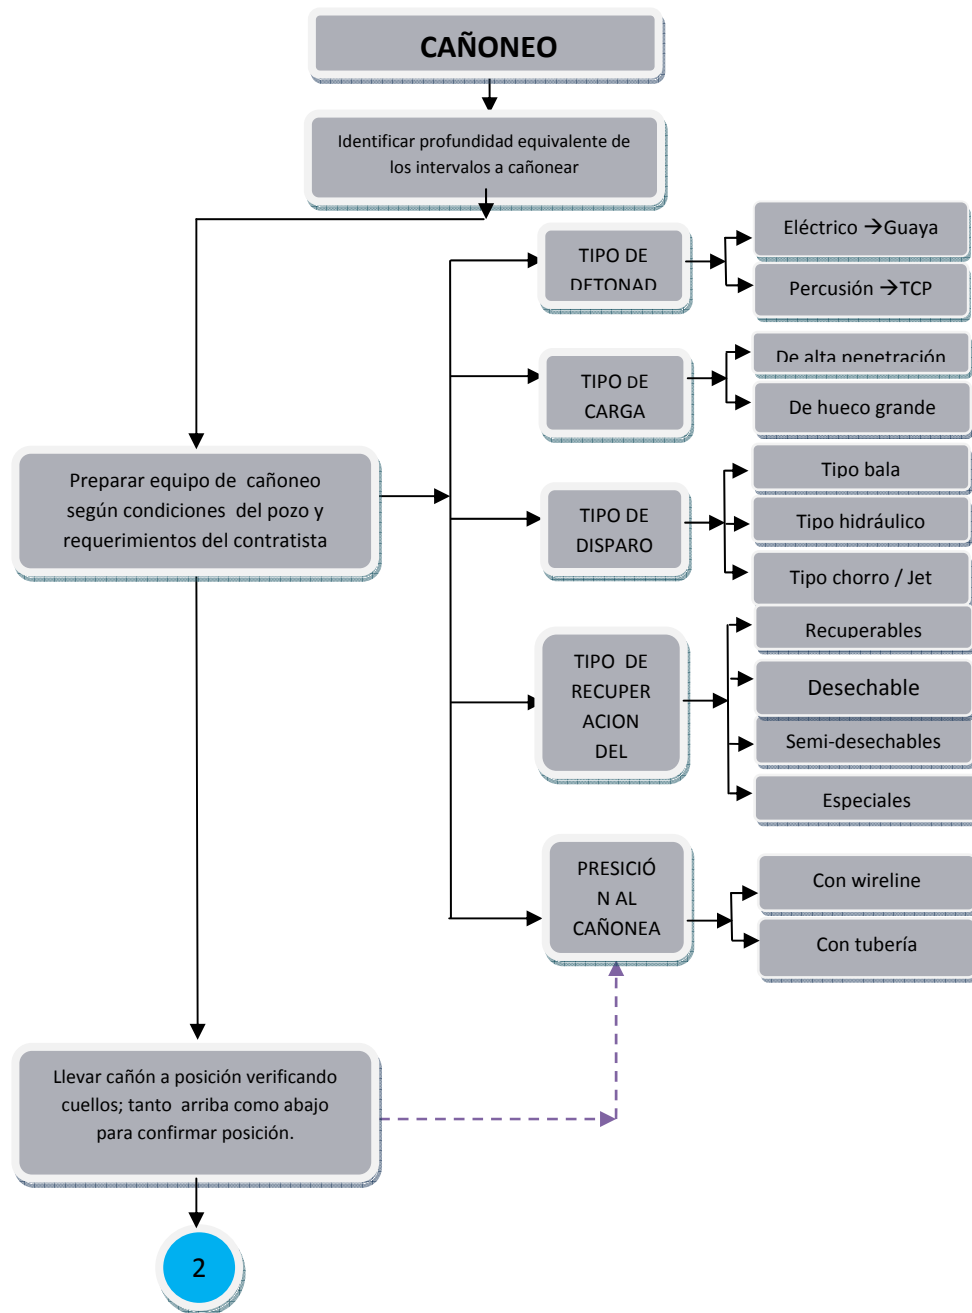 CAÑONEO
Identificar profundidad equivalente de
los intervalos a cañonear
TIPO DE
DETONAD
Eléctrico →Guaya
Percusión →TCP
TIPO DE
CARGA
De alta penetración
De hueco grande
Preparar equipo de cañoneo
según condiciones del pozo y
requerimientos del contratista
TIPO DE
DISPARO
Tipo bala
Tipo hidráulico
Tipo chorro / Jet
TIPO DE
RECUPER
ACION
DEL
Recuperables
Desechable
Semi-desechables
Especiales
PRESICIÓ
N AL
CAÑONEA
Con wireline
Con tubería
Llevar cañón a posición verificando
cuellos; tanto arriba como abajo
para confirmar posición.
2